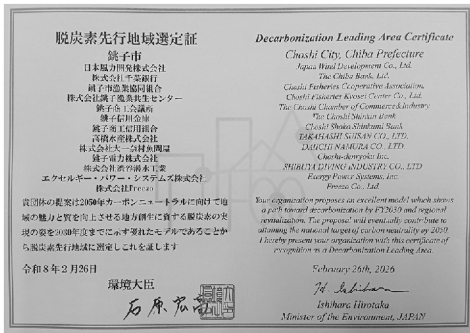 脱炭素先行地域選定証
銚子市
日本風力開発株式会社
株式会社千葉銀行
銚子市漁業協同組合
株式会社銚子漁業共生センター
銚子商工会議所
銚子信用金庫
銚子商工信用組合
高橋水産株式会社
株式会社大一奈村魚問屋
銚子電力株式会社
株式会社渋谷潜水工業
エクセルギー・パワー・システムズ株式会社
株式会社Freezo
貴団体の提案は2050年カーボンニュートラルに向けて地
域の魅力と質を向上させる地方創生に資する脱炭素の実
現の姿を2030年度までに示す優れたモデルであることか
ら脱炭素先行地域に選定しこれを証します
令和8年2月26日
環境大臣
石原宏高
Decarbonization Leading Area Certificate
Choshi City, Chiba Prefecture
Japan Wind Development Co., Ltd.
The Chiba Bank, Ltd.
Choshi Fisheries Cooperative Association,
Choshi Fisheries Kyosei Center Co., Ltd.
The Choshi Chamber of Commerce & Industry
The Choshi Shinkin Bank
Choshi Shoko Shinkumi Bank
TAKAHASHI SUISAN CO., LTD.
DAIICHI NAMURA CO., LTD.
Choshi-denryoku Inc.
SHIBUYA DIVING INDUSTRY CO., LTD
Exergy Power Systems, Inc.
Freezo Co., Ltd.
Your organization proposes an excellent model which shows
a path toward decarbonization by FY2030 and regional
revitalization. The proposal will eventually contribute to
attaining the national target of carbon neutrality by 2050.
I hereby present your organization with this certificate of
recognition as a Decarbonization Leading Area.
February 26th, 2026
H. Ishihara
Ishihara Hirotaka
Minister of the Environment, JAPAN